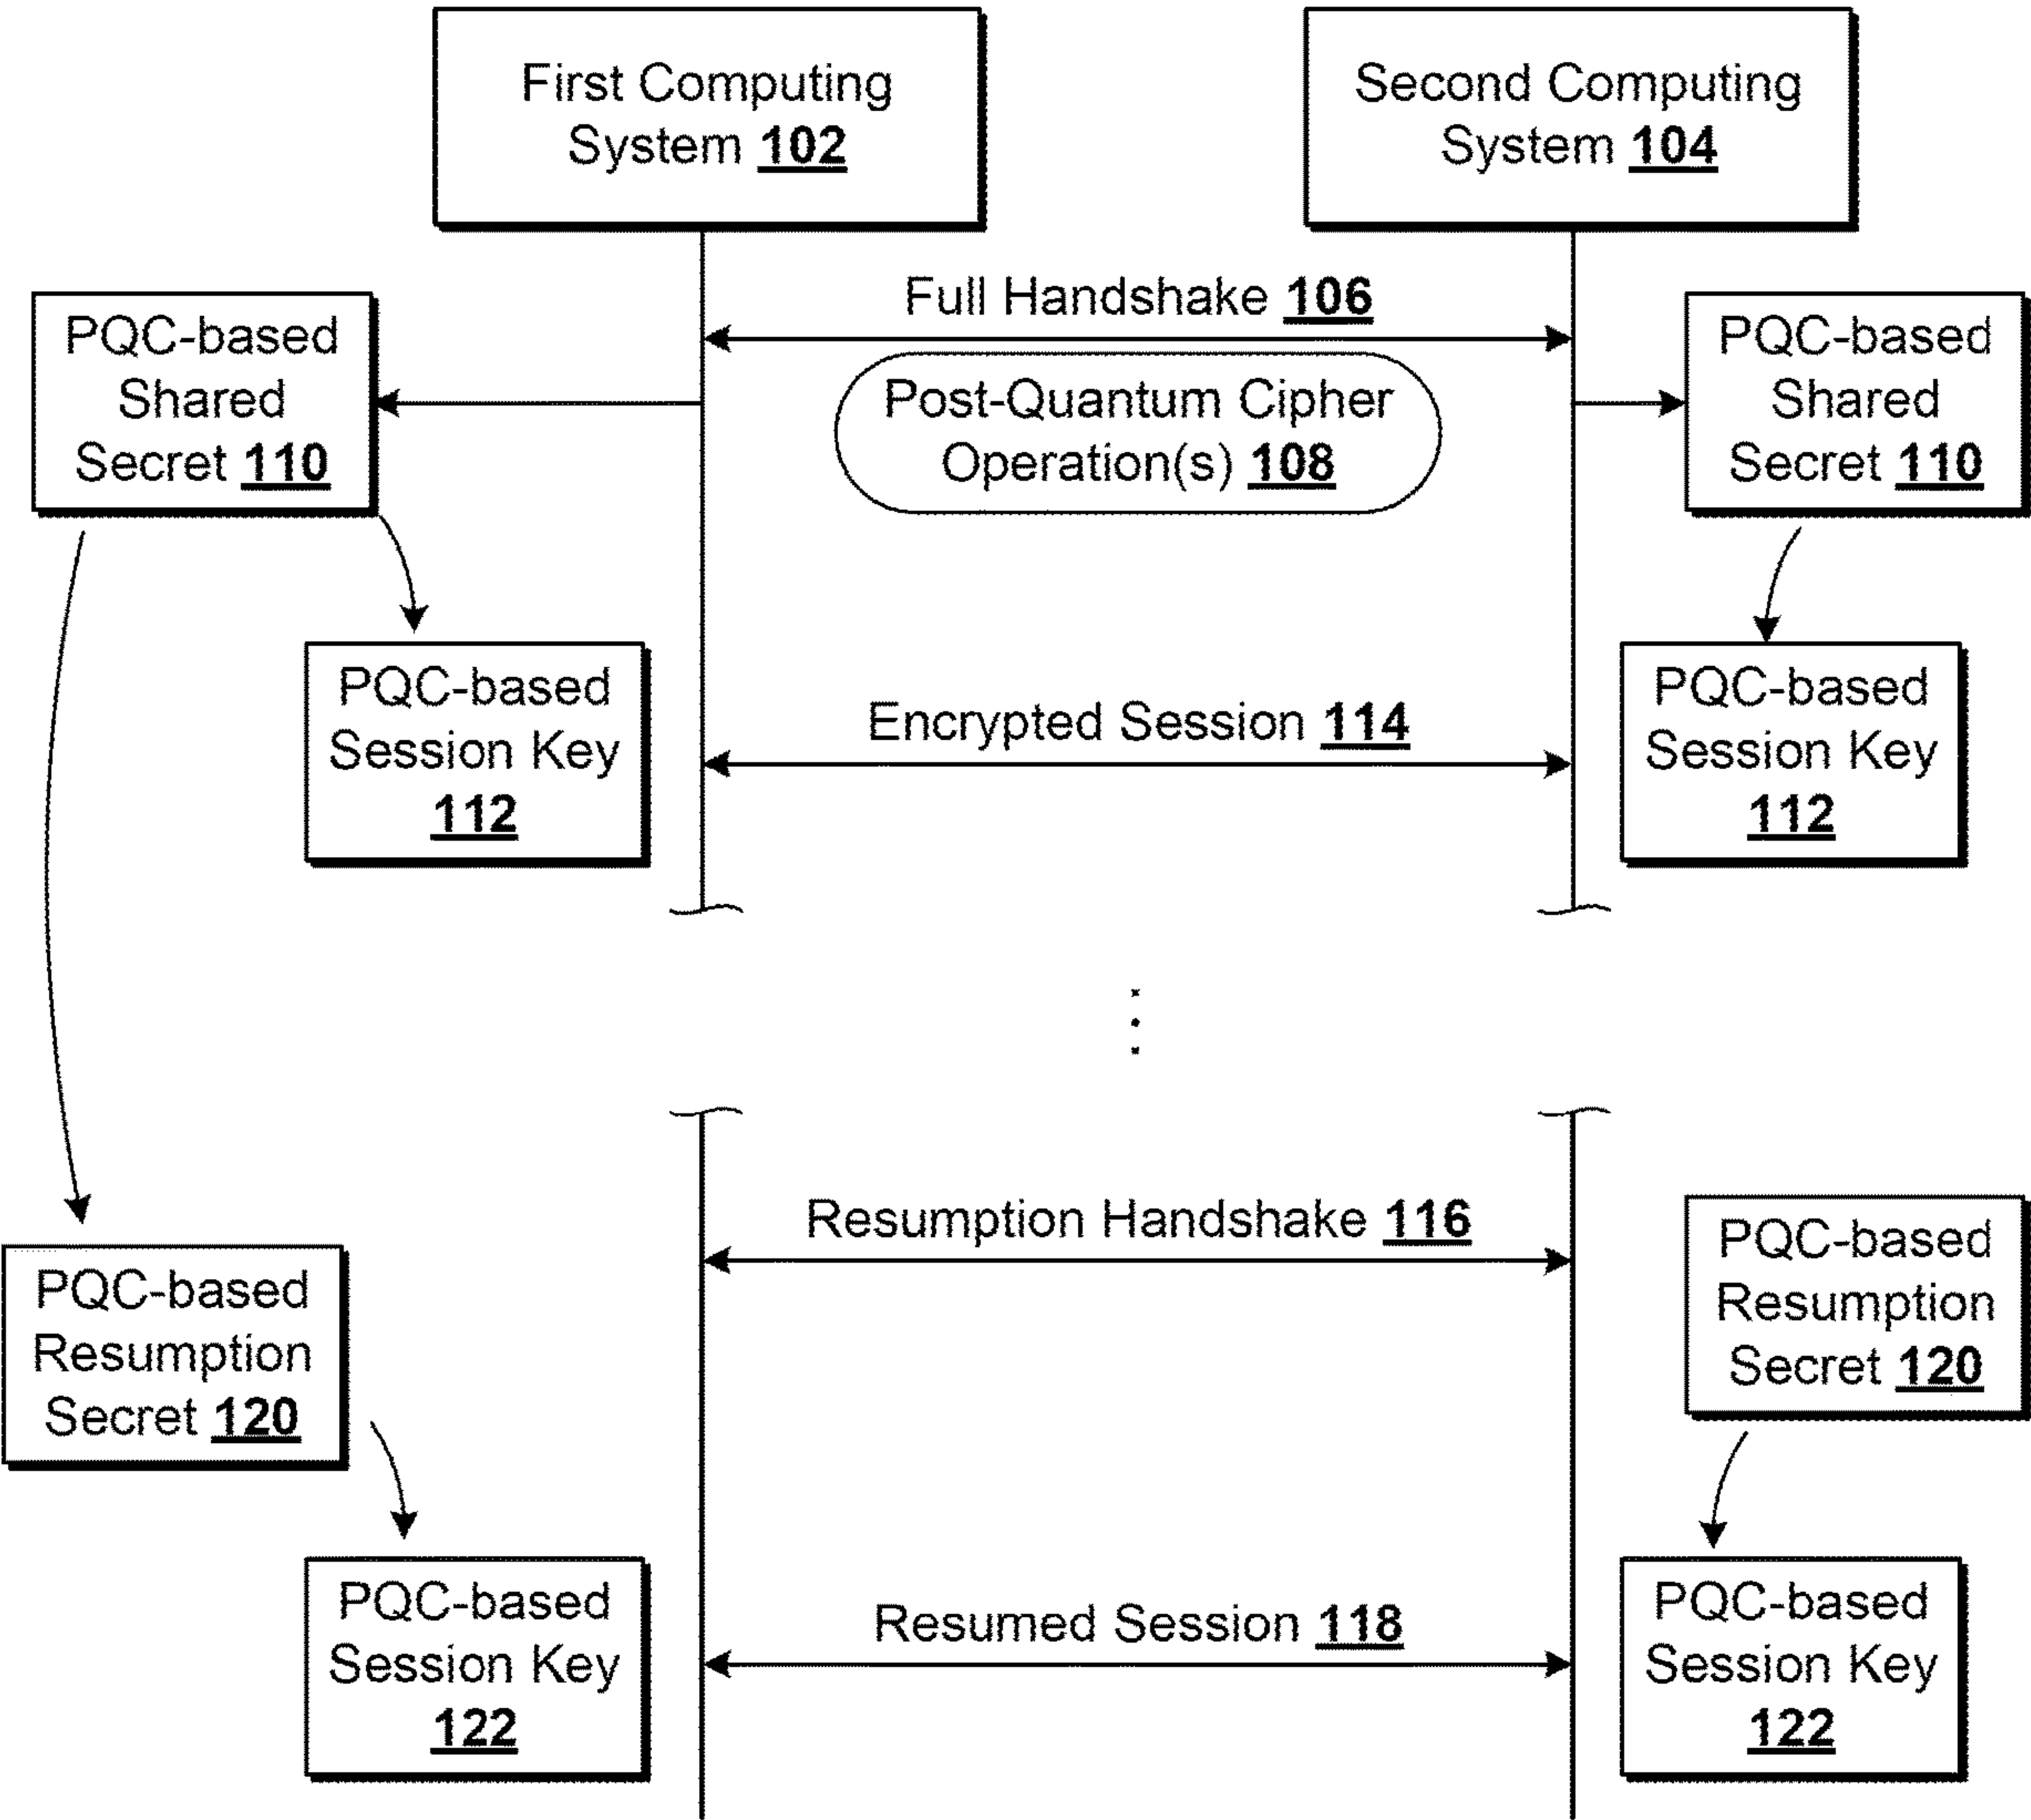 First Computing
System 102
Second Computing
System 104
Full Handshake 106
PQC-based
Shared
Secret 110
Post-Quantum Cipher
Operation(s) 108
PQC-based
Shared
Secret 110
PQC-based
Session Key
112
Encrypted Session 114
PQC-based
Session Key
112
Resumption Handshake 116
PQC-based
Resumption
Secret 120
PQC-based
Resumption
Secret 120
PQC-based
Session Key
122
Resumed Session 118
PQC-based
Session Key
122